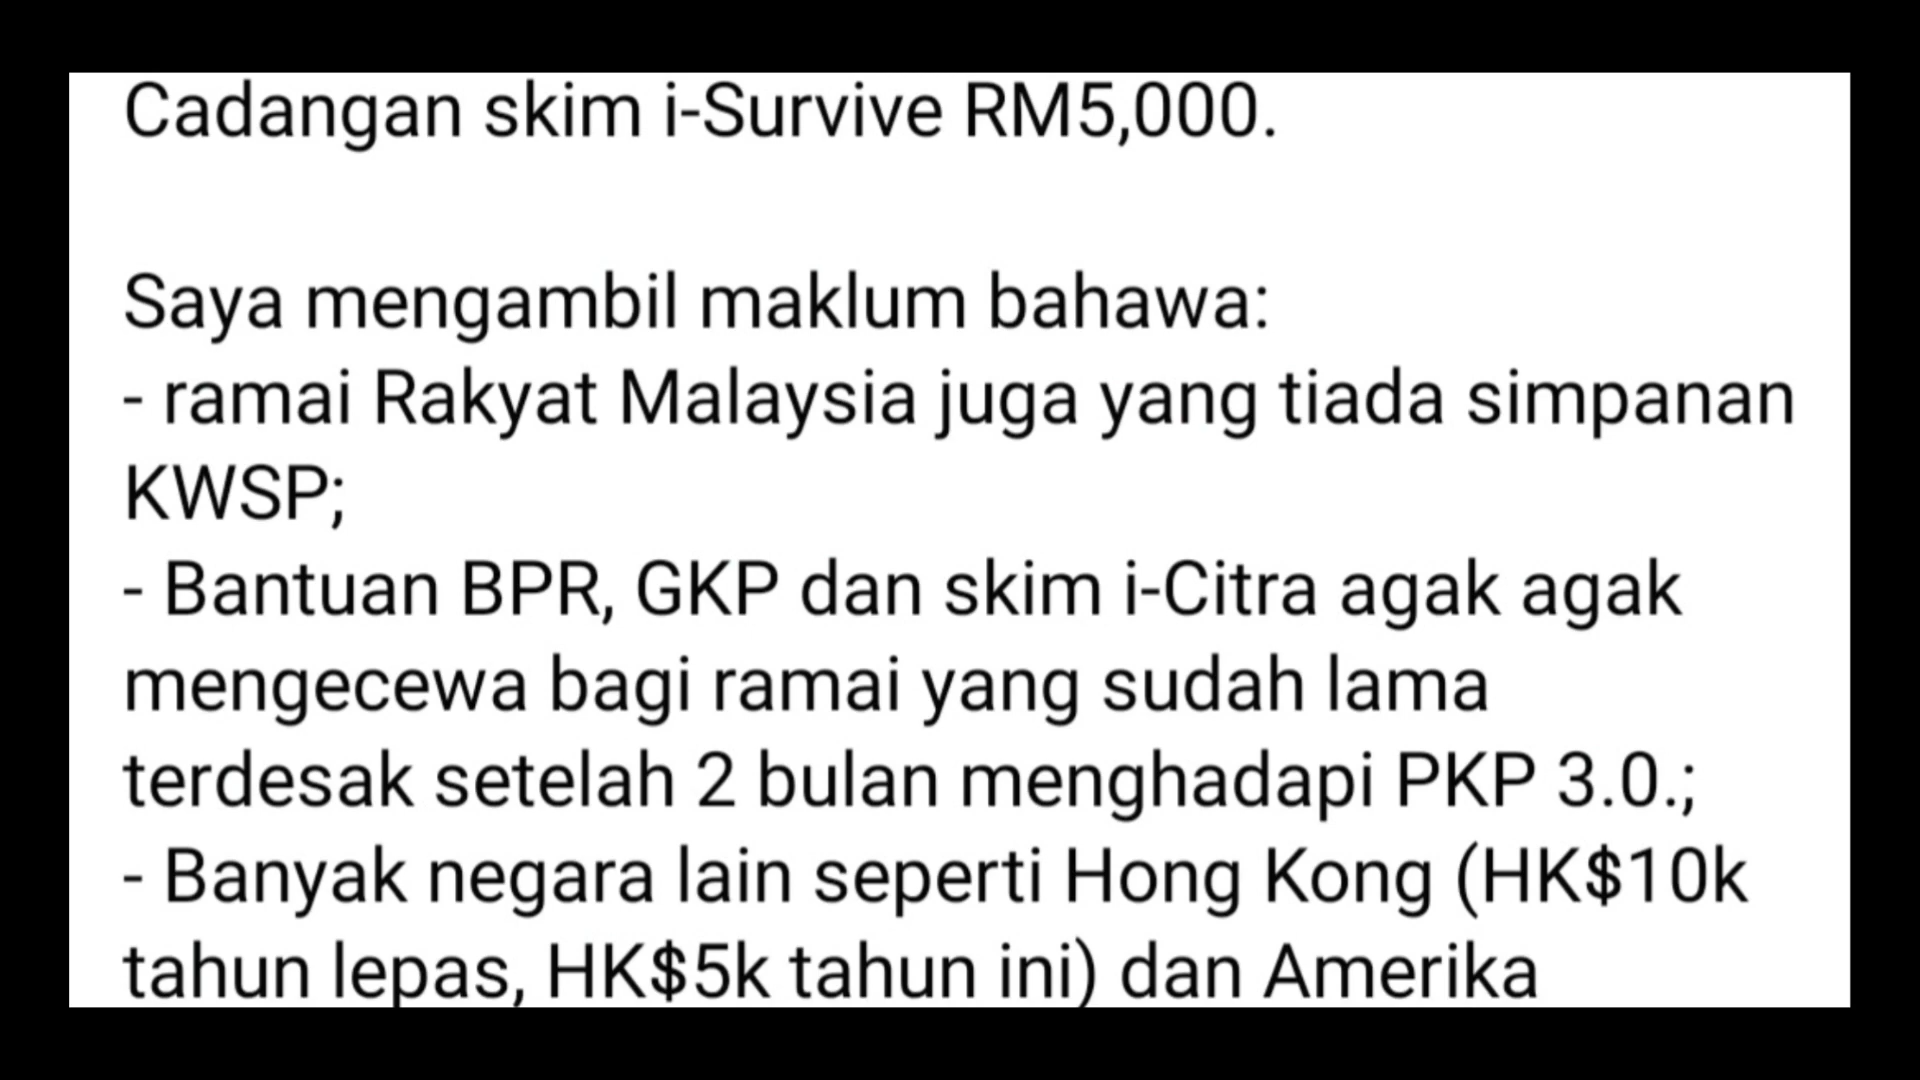 Cadangan skim i-Survive RM5,000.
Saya mengambil maklum bahawa:
- ramai Rakyat Malaysia juga yang tiada simpanan
KWSP;
- Bantuan BPR, GKP dan skim i-Citra agak agak
mengecewa bagi ramai yang sudah lama
terdesak setelah 2 bulan menghadapi PKP 3.0.;
- Banyak negara lain seperti Hong Kong (HK$10k
tahun lepas, HK$5k tahun ini) dan Amerika